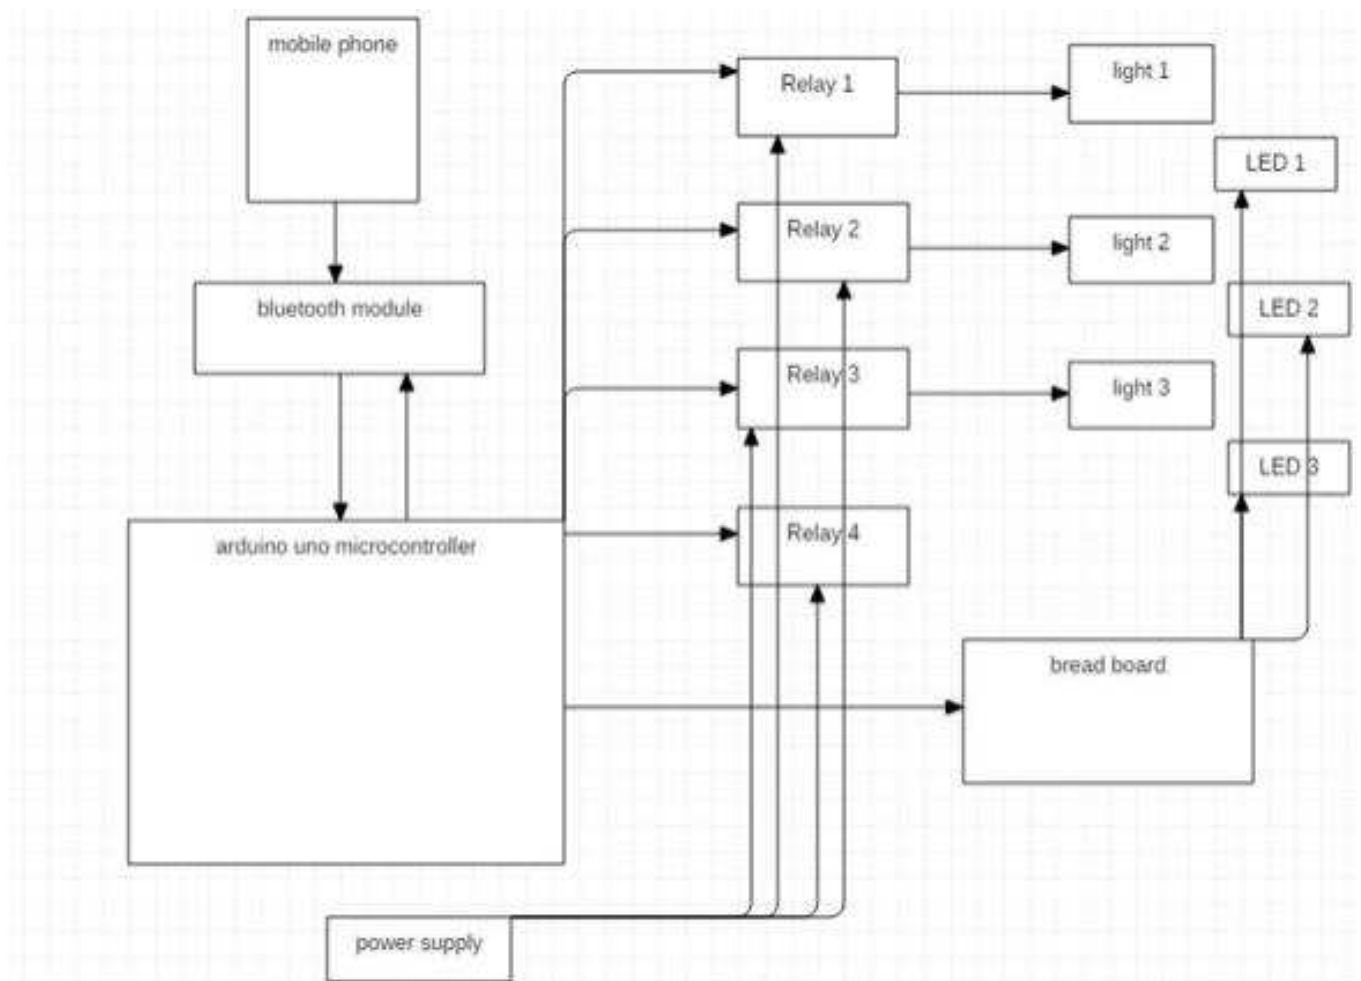 mobile phone
Relay 1
light 1
LED 1
Relay 2
light 2
bluetooth module
LED 2
Relay 3
light 3
LED 3
arduino uno microcontroller
Relay 4
bread board
power supply